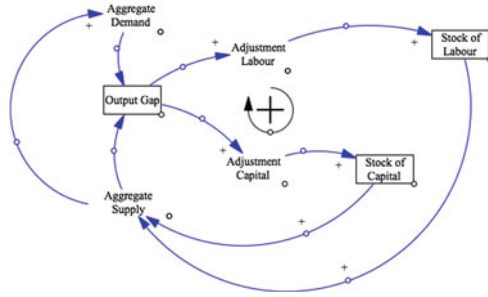 Aggregate
Demand
+
+
Adjustment
Labour
+
Stock of
Labour
Output Gap
+
+
Adjustment
Capital
+
Stock of
Capital
Aggregate
Supply
+
+